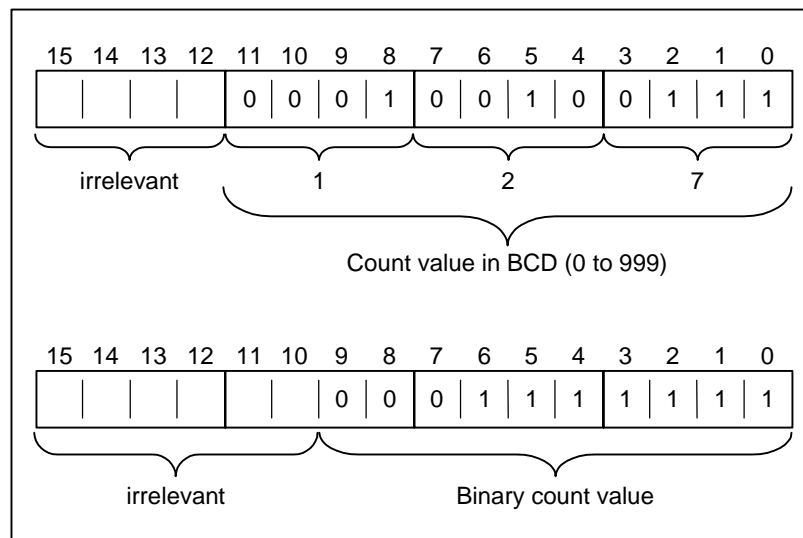 15 14 13 12 11 10 9 8 7 6 5 4 3 2 1 0
0 0 0 1 0 0 1 0 0 1 1 1
irrelevant 1 2 7
Count value in BCD (0 to 999)
15 14 13 12 11 10 9 8 7 6 5 4 3 2 1 0
0 0 0 1 1 1 1 1 1 1
irrelevant Binary count value